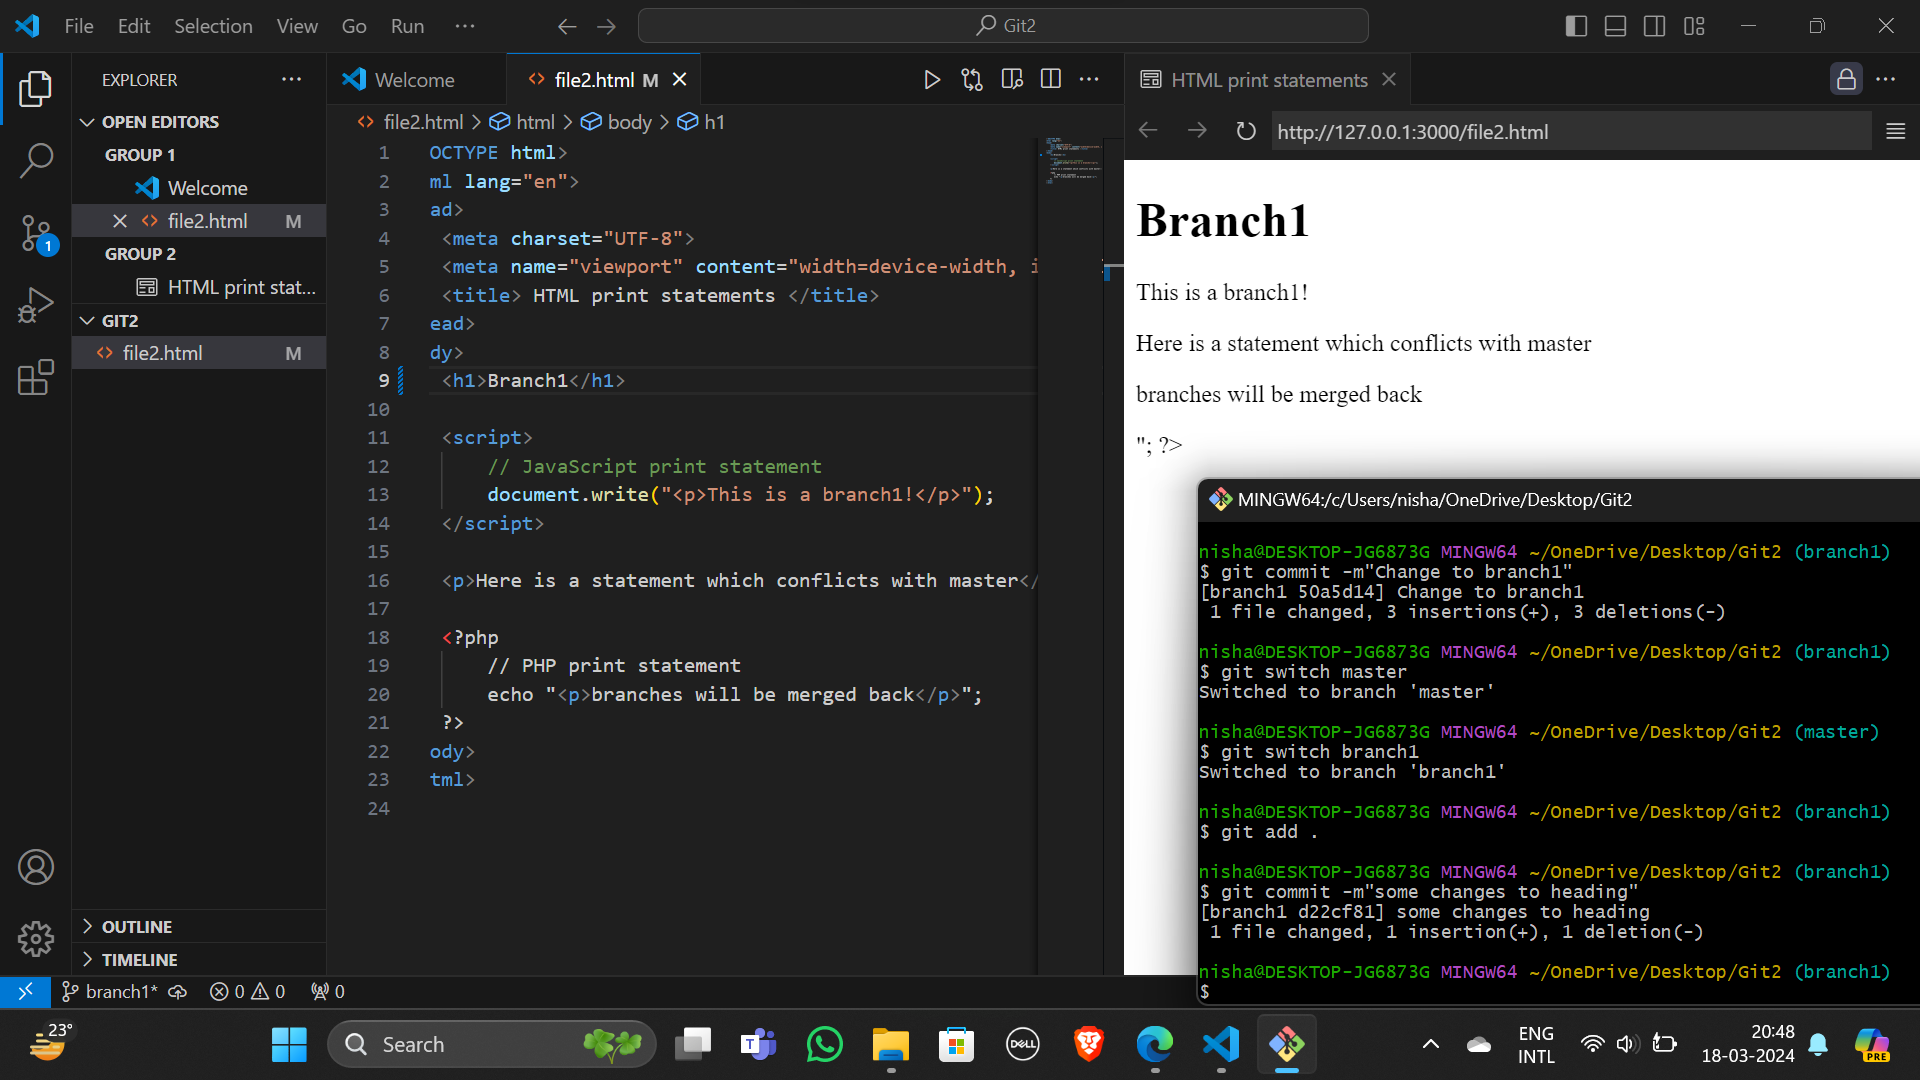 File Edit Selection View Go Run ···
Git2
EXPLORER
OPEN EDITORS
GROUP 1
Welcome
file2.html M
GROUP 2
HTML print stat...
GIT2
file2.html M
OUTLINE
TIMELINE
Welcome
file2.html M
file2.html > html > body > h1
1 OCTYPE html>
2 ml lang="en">
3 ad>
4 <meta charset="UTF-8">
5 <meta name="viewport" content="width=device-width, i
6 <title> HTML print statements </title>
7 ead>
8 dy>
9 <h1>Branch1</h1>
10
11 <script>
12 // JavaScript print statement
13 document.write("<p>This is a branch1!</p>");
14 </script>
15
16 <p>Here is a statement which conflicts with master</
17
18 <?php
19 // PHP print statement
20 echo "<p>branches will be merged back</p>";
21 ?>
22 ody>
23 tml>
24
HTML print statements
http://127.0.0.1:3000/file2.html
Branch1
This is a branch1!
Here is a statement which conflicts with master
branches will be merged back
"; ?>
MINGW64:/c/Users/nisha/OneDrive/Desktop/Git2
nisha@DESKTOP-JG6873G MINGW64 ~/OneDrive/Desktop/Git2 (branch1)
$ git commit -m"Change to branch1"
[branch1 50a5d14] Change to branch1
1 file changed, 3 insertions(+), 3 deletions(-)
nisha@DESKTOP-JG6873G MINGW64 ~/OneDrive/Desktop/Git2 (branch1)
$ git switch master
Switched to branch 'master'
nisha@DESKTOP-JG6873G MINGW64 ~/OneDrive/Desktop/Git2 (master)
$ git switch branch1
Switched to branch 'branch1'
nisha@DESKTOP-JG6873G MINGW64 ~/OneDrive/Desktop/Git2 (branch1)
$ git add .
nisha@DESKTOP-JG6873G MINGW64 ~/OneDrive/Desktop/Git2 (branch1)
$ git commit -m"some changes to heading"
[branch1 d22cf81] some changes to heading
1 file changed, 1 insertion(+), 1 deletion(-)
nisha@DESKTOP-JG6873G MINGW64 ~/OneDrive/Desktop/Git2 (branch1)
$
1
branch1* 0 0 0
23°
Search
T
DELL
ENG
INTL
20:48
18-03-2024
PRE